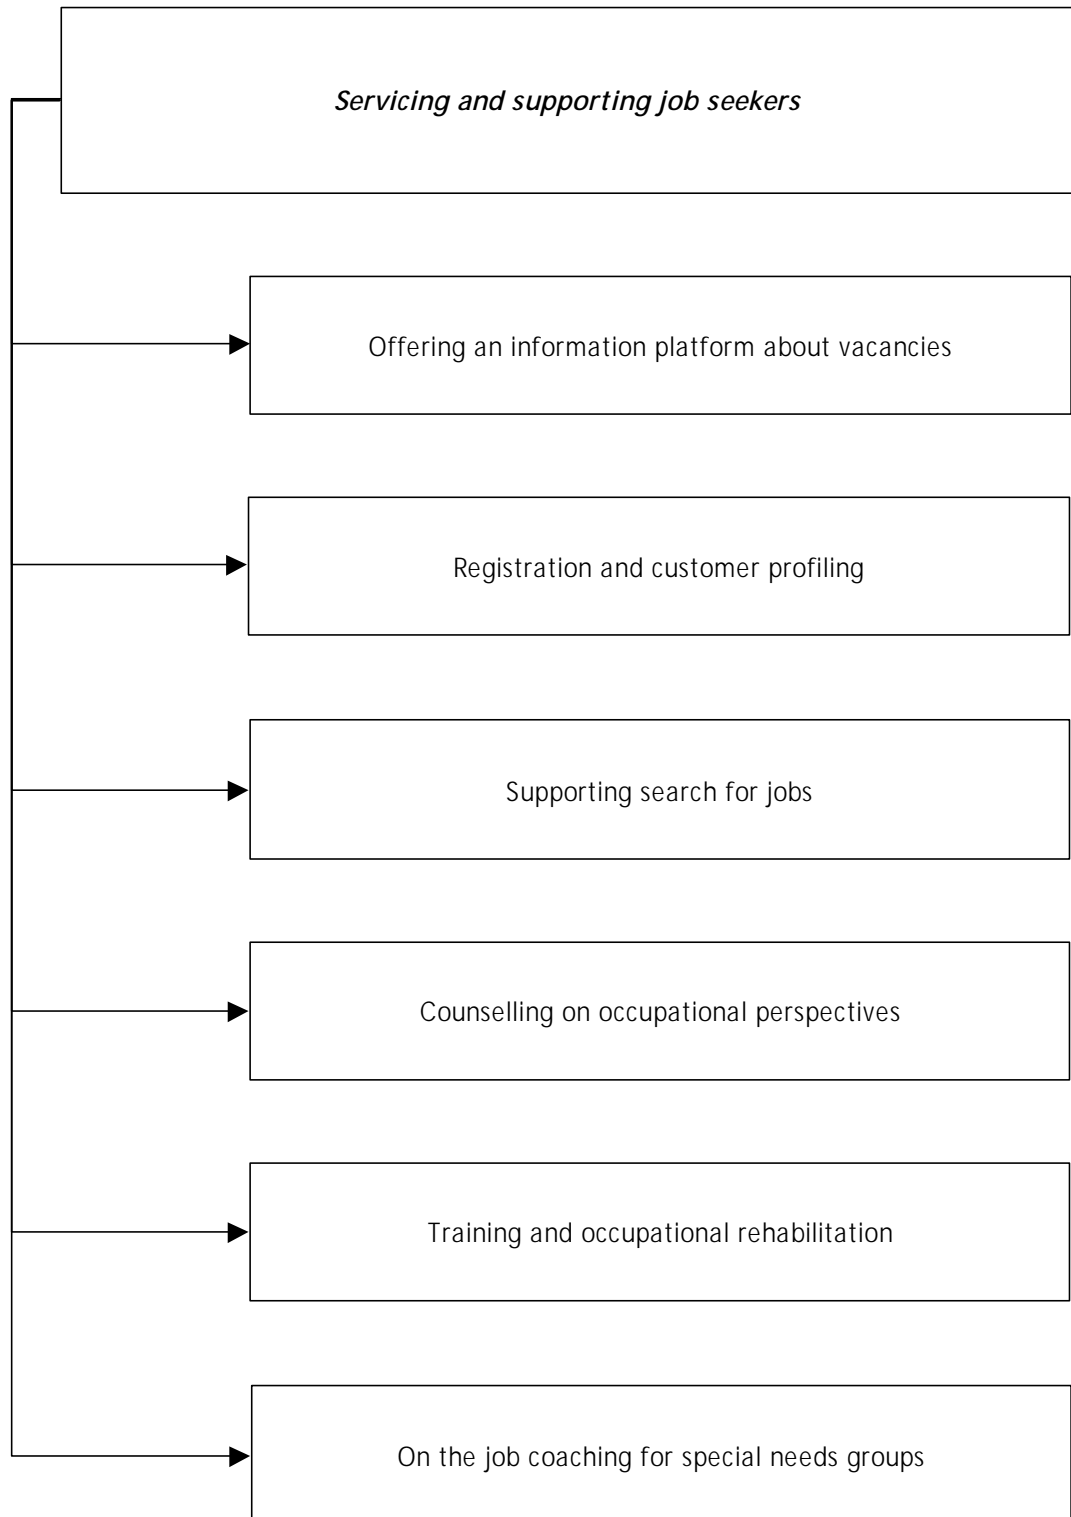 Servicing and supporting job seekers
Offering an information platform about vacancies
Registration and customer profiling
Supporting search for jobs
Counselling on occupational perspectives
Training and occupational rehabilitation
On the job coaching for special needs groups